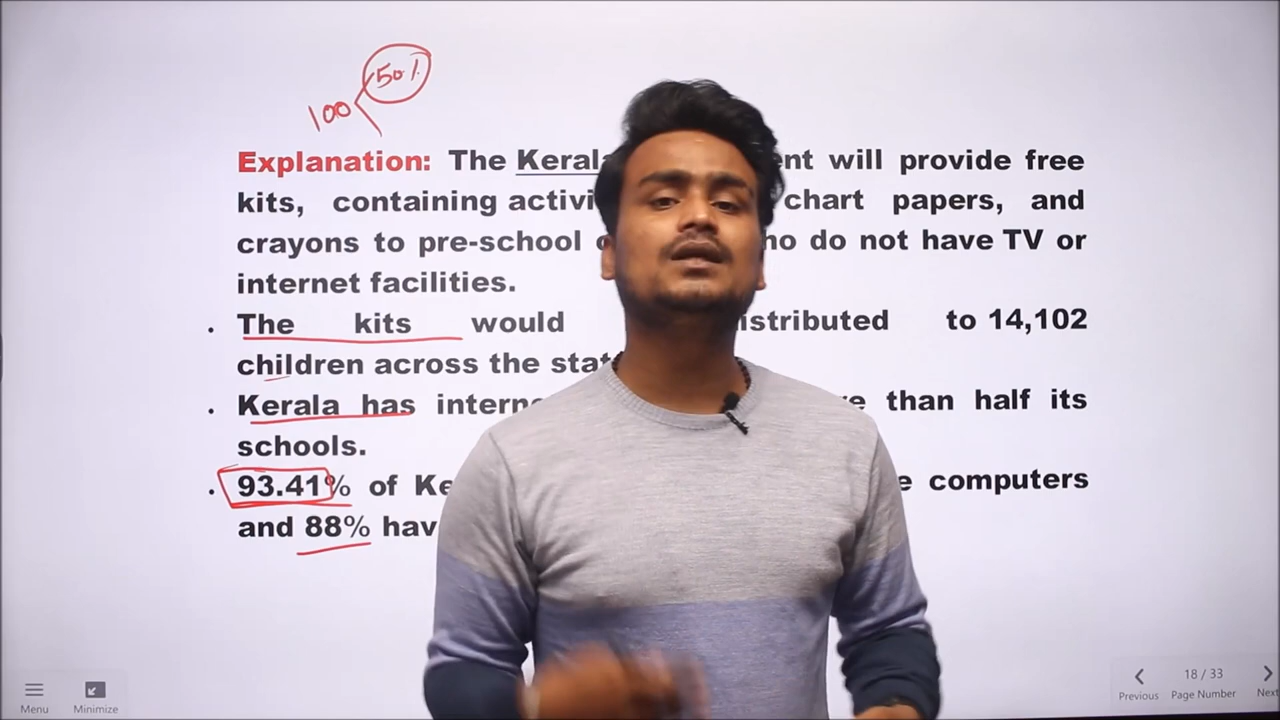 50%
100
Explanation: The Kerala ent will provide free
kits, containing activi chart papers, and
crayons to pre-school ho do not have TV or
internet facilities.
. The kits would istributed to 14,102
children across the stat
. Kerala has interne e than half its
schools.
. 93.41% of Ke e computers
and 88% hav
Menu Minimize
18 / 33
Previous Page Number Next